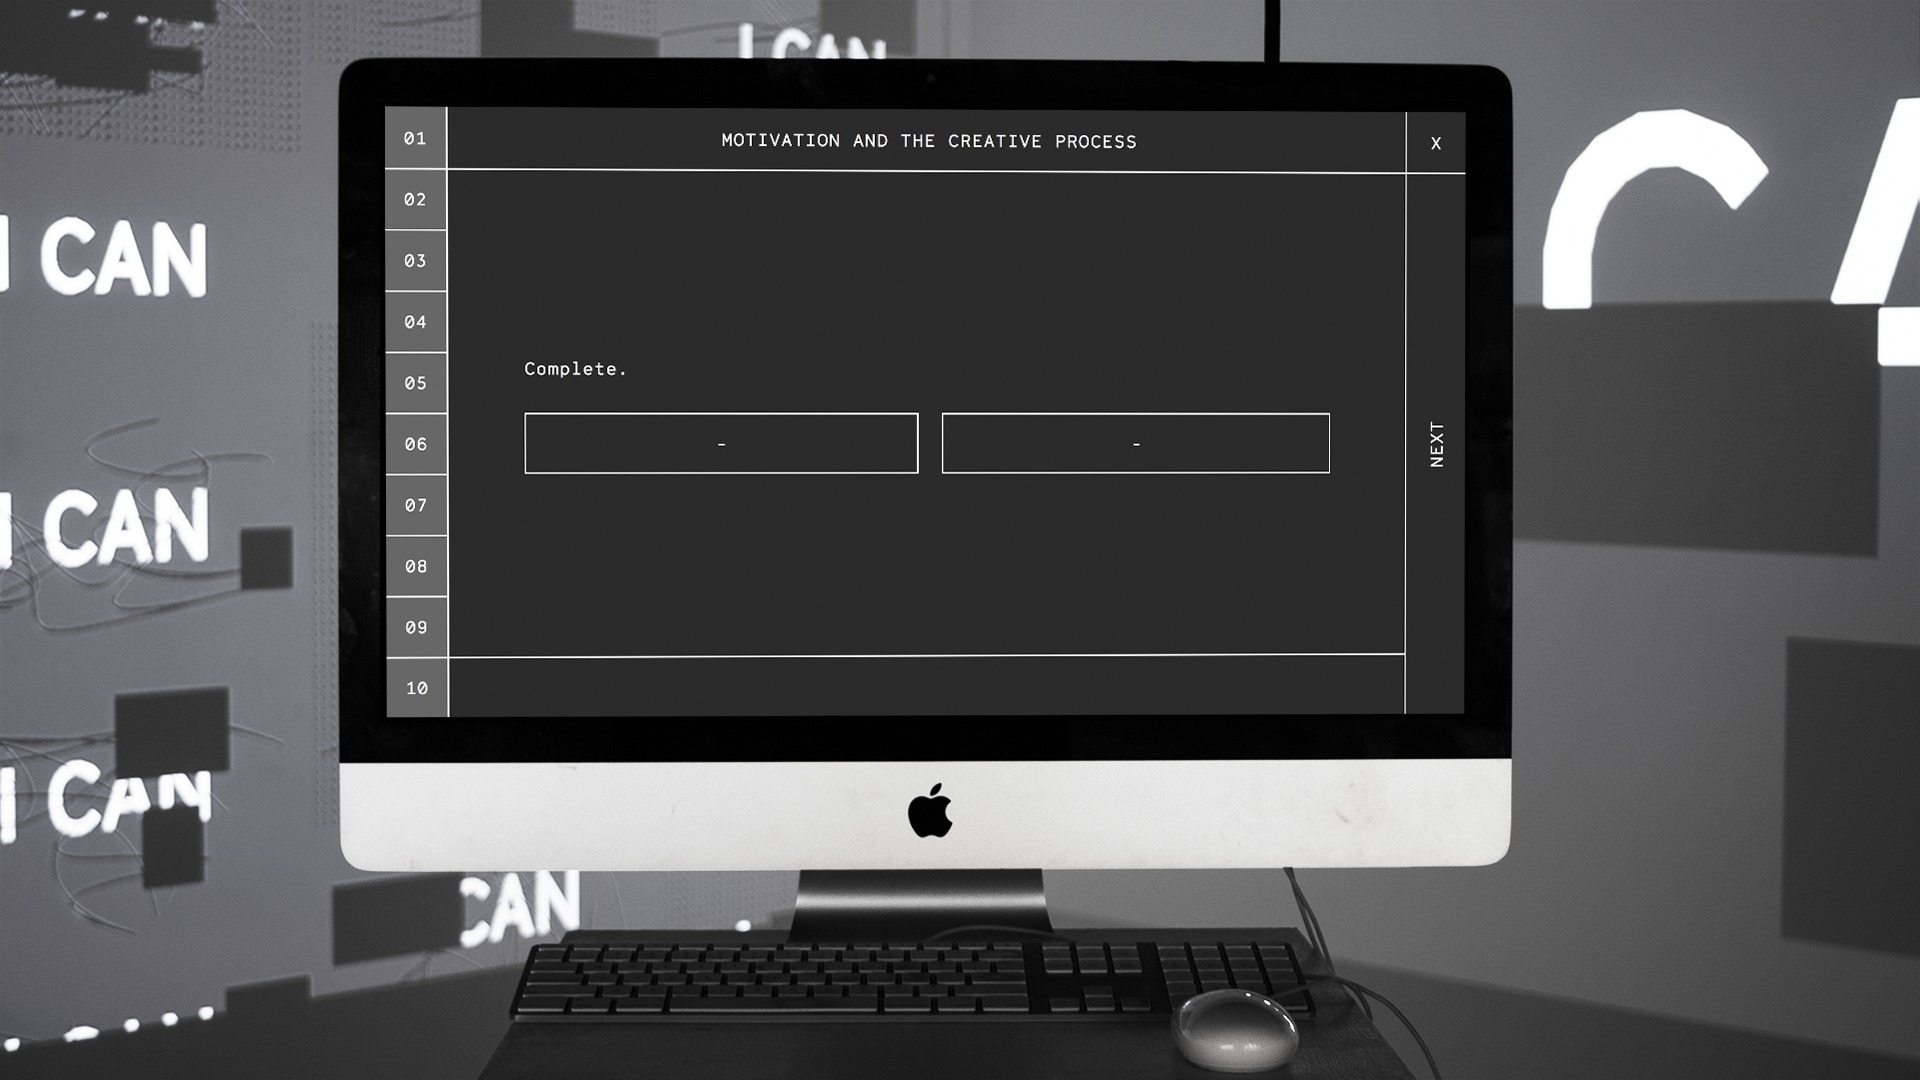 I CAN
01
MOTIVATION AND THE CREATIVE PROCESS
X
02
03
04
05
06
07
08
09
10
Complete.
-
-
NEXT
I CAN
I CAN
I CAN
CAN
CA